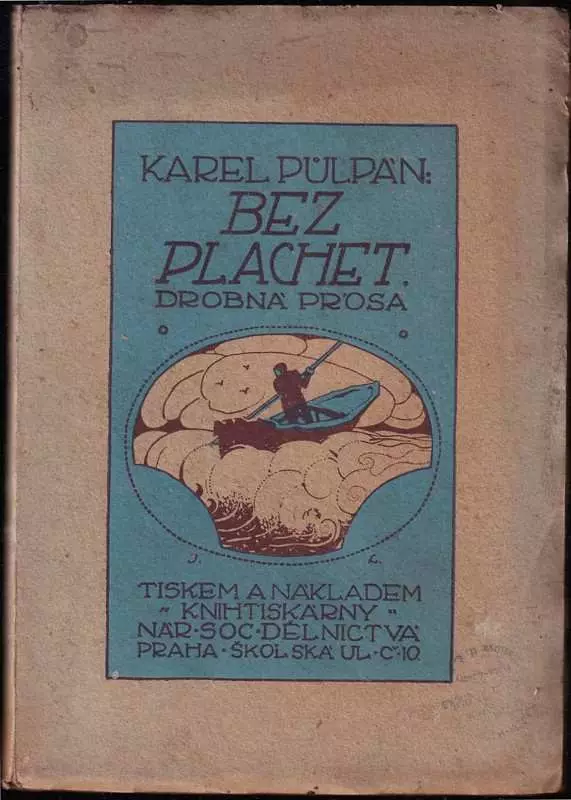 KAREL PŮLPÁN:
BEZ
PLACHET.
DROBNÁ PRÓSA
J. L.
TISKEM A NÁKLADEM
„ KNIHTISKÁRNY "
NÁR·SOC·DĚLNICTVA
PRAHA·ŠKOLSKÁ UL·Č·10.